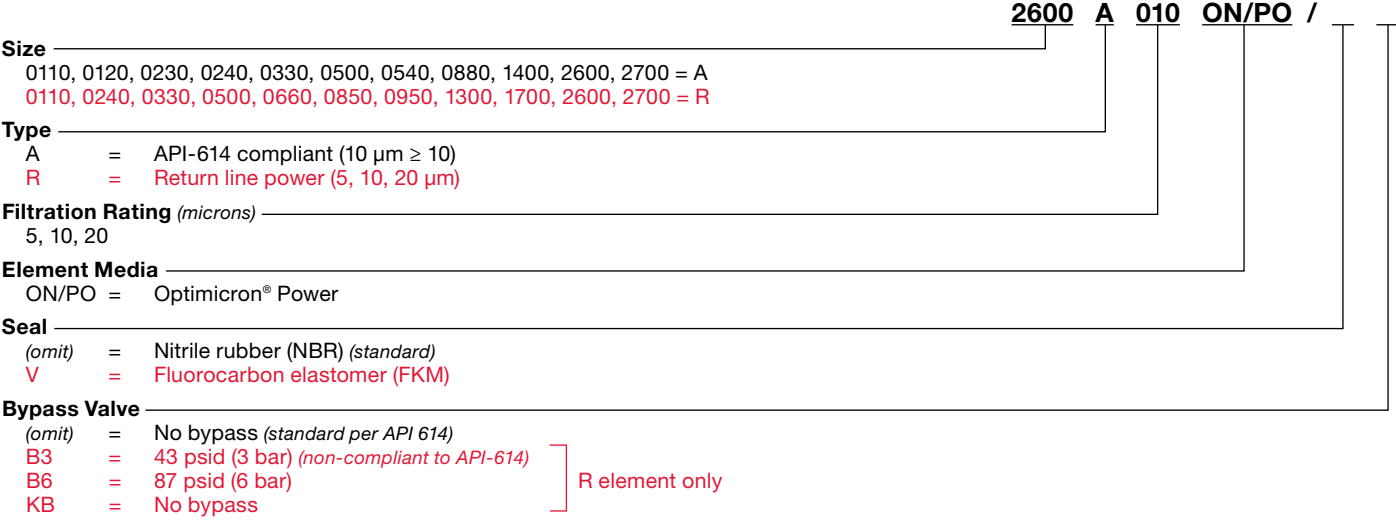 2600 A 010 ON/PO / __ __
Size
0110, 0120, 0230, 0240, 0330, 0500, 0540, 0880, 1400, 2600, 2700 = A
0110, 0240, 0330, 0500, 0660, 0850, 0950, 1300, 1700, 2600, 2700 = R
Type
A = API-614 compliant (10 µm ≥ 10)
R = Return line power (5, 10, 20 µm)
Filtration Rating (microns)
5, 10, 20
Element Media
ON/PO = Optimicron® Power
Seal
(omit) = Nitrile rubber (NBR) (standard)
V = Fluorocarbon elastomer (FKM)
Bypass Valve
(omit) = No bypass (standard per API 614)
B3 = 43 psid (3 bar) (non-compliant to API-614)
B6 = 87 psid (6 bar)
R element only
KB = No bypass